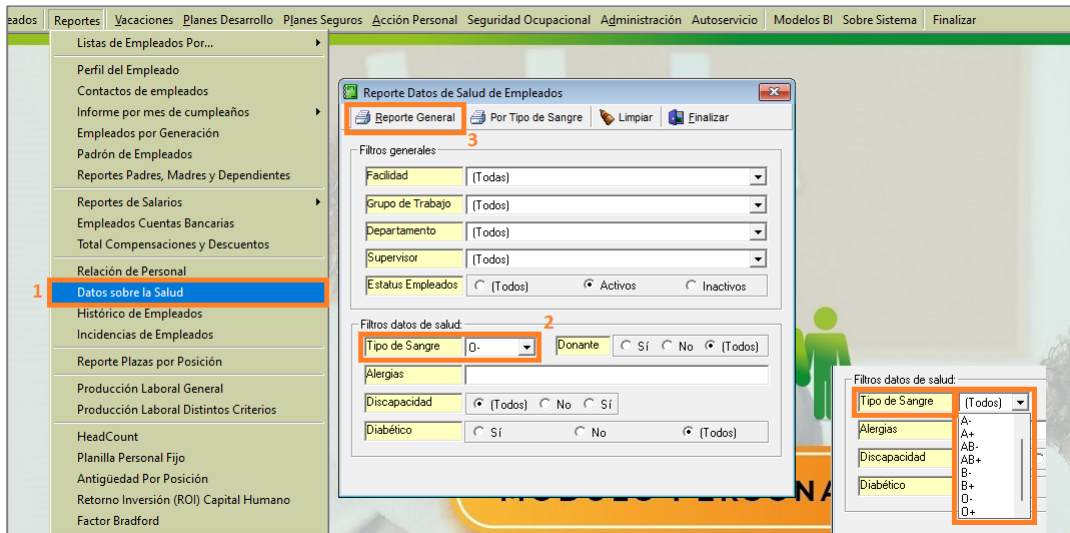 eados Reportes Vacaciones Planes Desarrollo Planes Seguros Acción Personal Seguridad Ocupacional Administración Autoservicio Modelos BI Sobre Sistema Finalizar
Listas de Empleados Por...
Perfil del Empleado
Contactos de empleados
Informe por mes de cumpleaños
Empleados por Generación
Padrón de Empleados
Reportes Padres, Madres y Dependientes
Reportes de Salarios
Empleados Cuentas Bancarias
Total Compensaciones y Descuentos
Relación de Personal
1 Datos sobre la Salud
Histórico de Empleados
Incidencias de Empleados
Reporte Plazas por Posición
Producción Laboral General
Producción Laboral Distintos Criterios
HeadCount
Planilla Personal Fijo
Antigüedad Por Posición
Retorno Inversión (ROI) Capital Humano
Factor Bradford
Reporte Datos de Salud de Empleados
Reporte General Por Tipo de Sangre Limpiar Finalizar
3
Filtros generales
Facilidad (Todas)
Grupo de Trabajo (Todos)
Departamento (Todos)
Supervisor (Todos)
Estatus Empleados (Todos) Activos Inactivos
Filtros datos de salud:
2
Tipo de Sangre O- Donante Sí No (Todos)
Alergias
Discapacidad (Todos) No Sí
Diabético Sí No (Todos)
Filtros datos de salud:
Tipo de Sangre (Todos)
Alergias
Discapacidad
Diabético
A-
A+
AB-
AB+
B-
B+
O-
O+